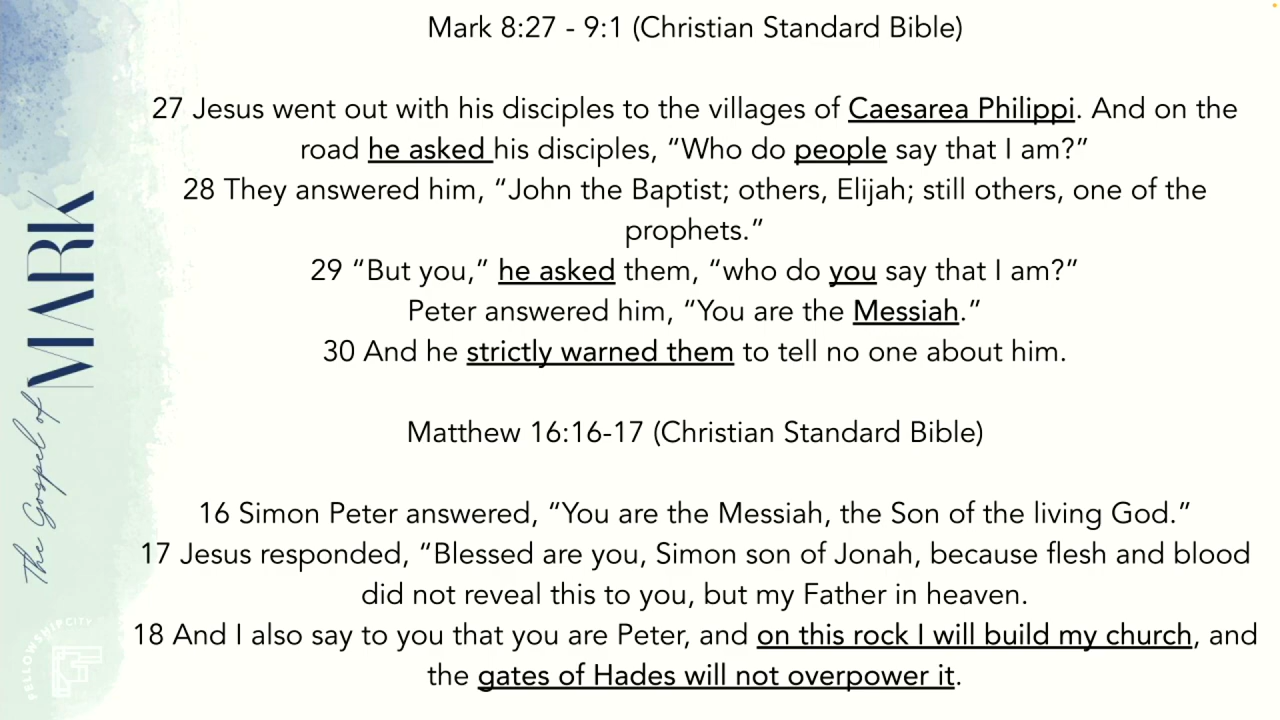 Mark 8:27 - 9:1 (Christian Standard Bible)
27 Jesus went out with his disciples to the villages of Caesarea Philippi. And on the
road he asked his disciples, “Who do people say that I am?”
28 They answered him, “John the Baptist; others, Elijah; still others, one of the
prophets.”
29 “But you,” he asked them, “who do you say that I am?”
Peter answered him, “You are the Messiah.”
30 And he strictly warned them to tell no one about him.
Matthew 16:16-17 (Christian Standard Bible)
16 Simon Peter answered, “You are the Messiah, the Son of the living God.”
17 Jesus responded, “Blessed are you, Simon son of Jonah, because flesh and blood
did not reveal this to you, but my Father in heaven.
18 And I also say to you that you are Peter, and on this rock I will build my church, and
the gates of Hades will not overpower it.
The Gospel of
MARK
FELLOWSHIP CITY